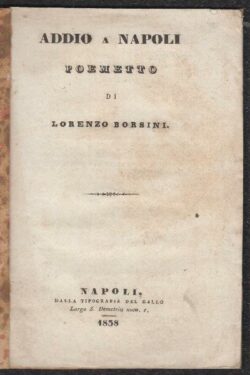 ADDIO A NAPOLI
POEMETTO
DI
LORENZO BORSINI.
NAPOLI,
DALLA TIPOGRAFIA DEL GALLO
Largo S. Demetrio num. 1.
1838